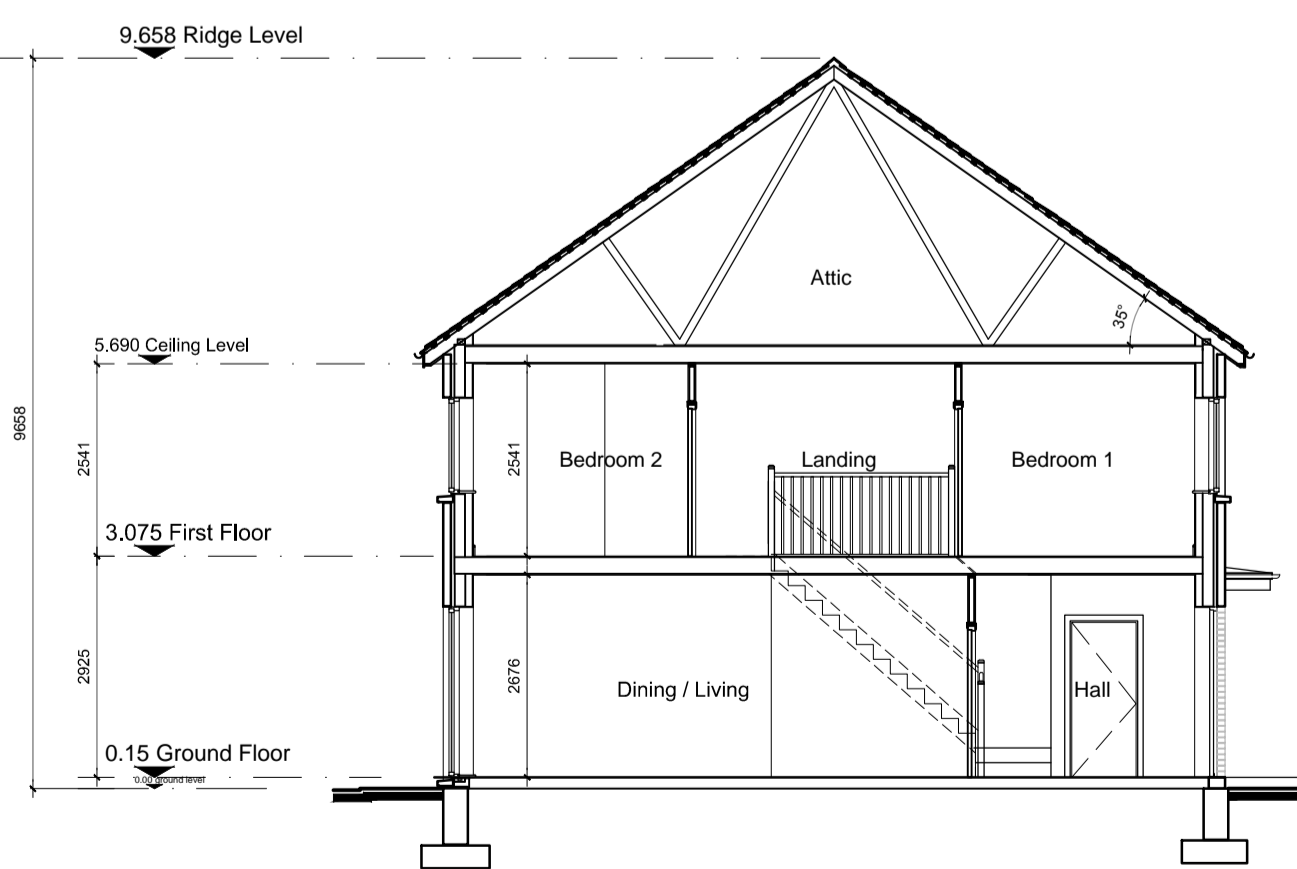 9.658 Ridge Level
Attic
35°
5.690 Ceiling Level
9658
2541
2541
Bedroom 2
Landing
Bedroom 1
3.075 First Floor
2925
2676
Dining / Living
Hall
0.15 Ground Floor
0.00 ground level